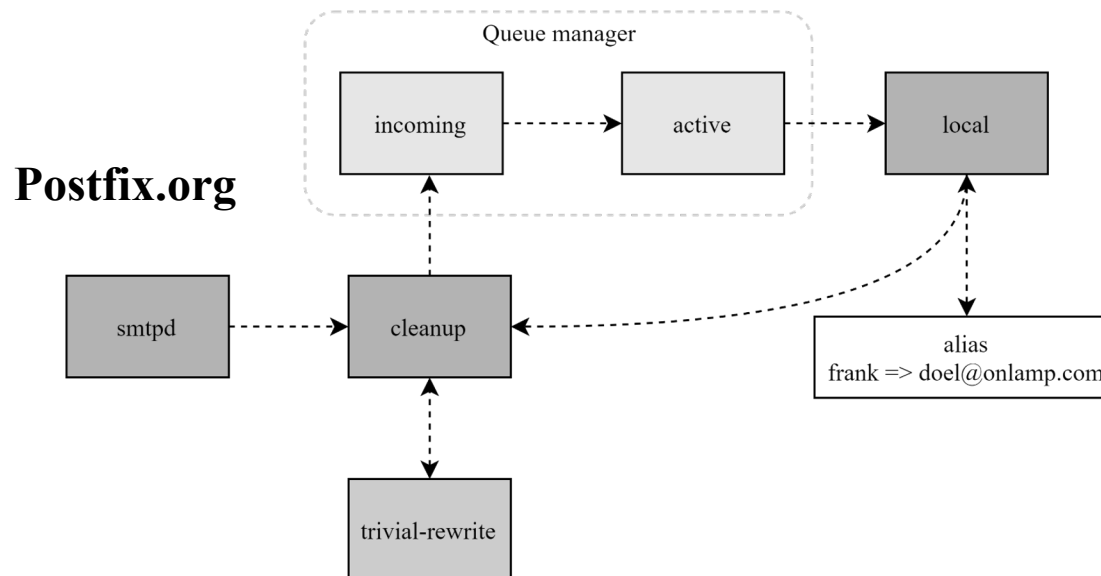 Queue manager
incoming
active
local
Postfix.org
smtpd
cleanup
alias
frank => doel@onlamp.com
trivial-rewrite